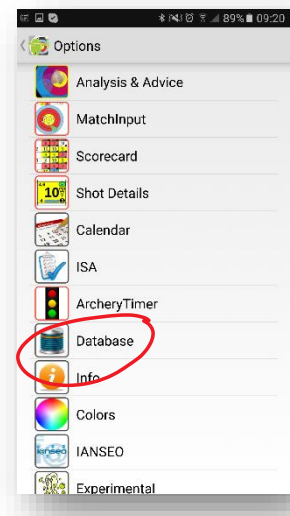 89% 09:20
Options
Analysis & Advice
MatchInput
Scorecard
10
Shot Details
Calendar
ISA
ArcheryTimer
Database
Info
Colors
ianseo
IANSEO
Experimental